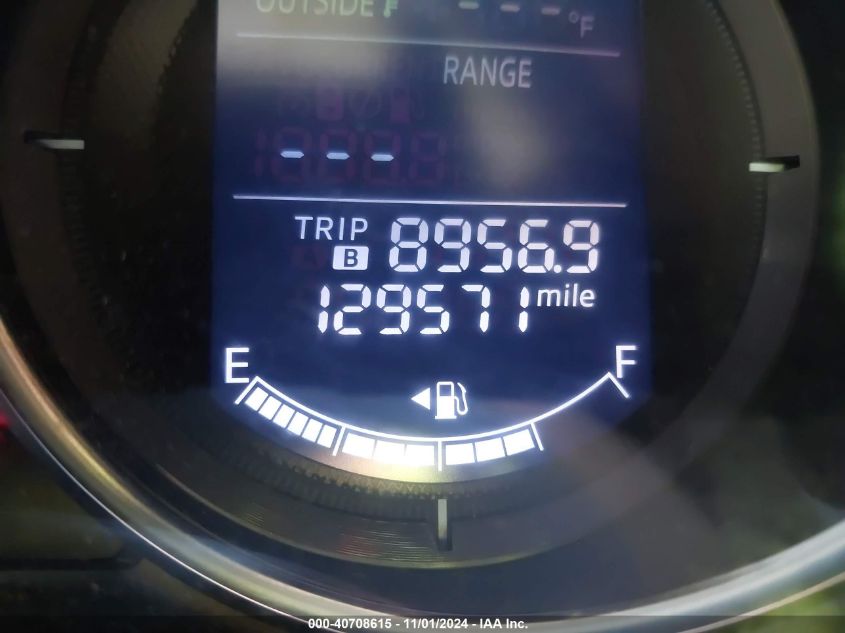 OUTSIDE
- - - °F
RANGE
- - -
TRIP
B 8956.9
129571 mile
E F
000-40708615 - 11/01/2024 - IAA Inc.